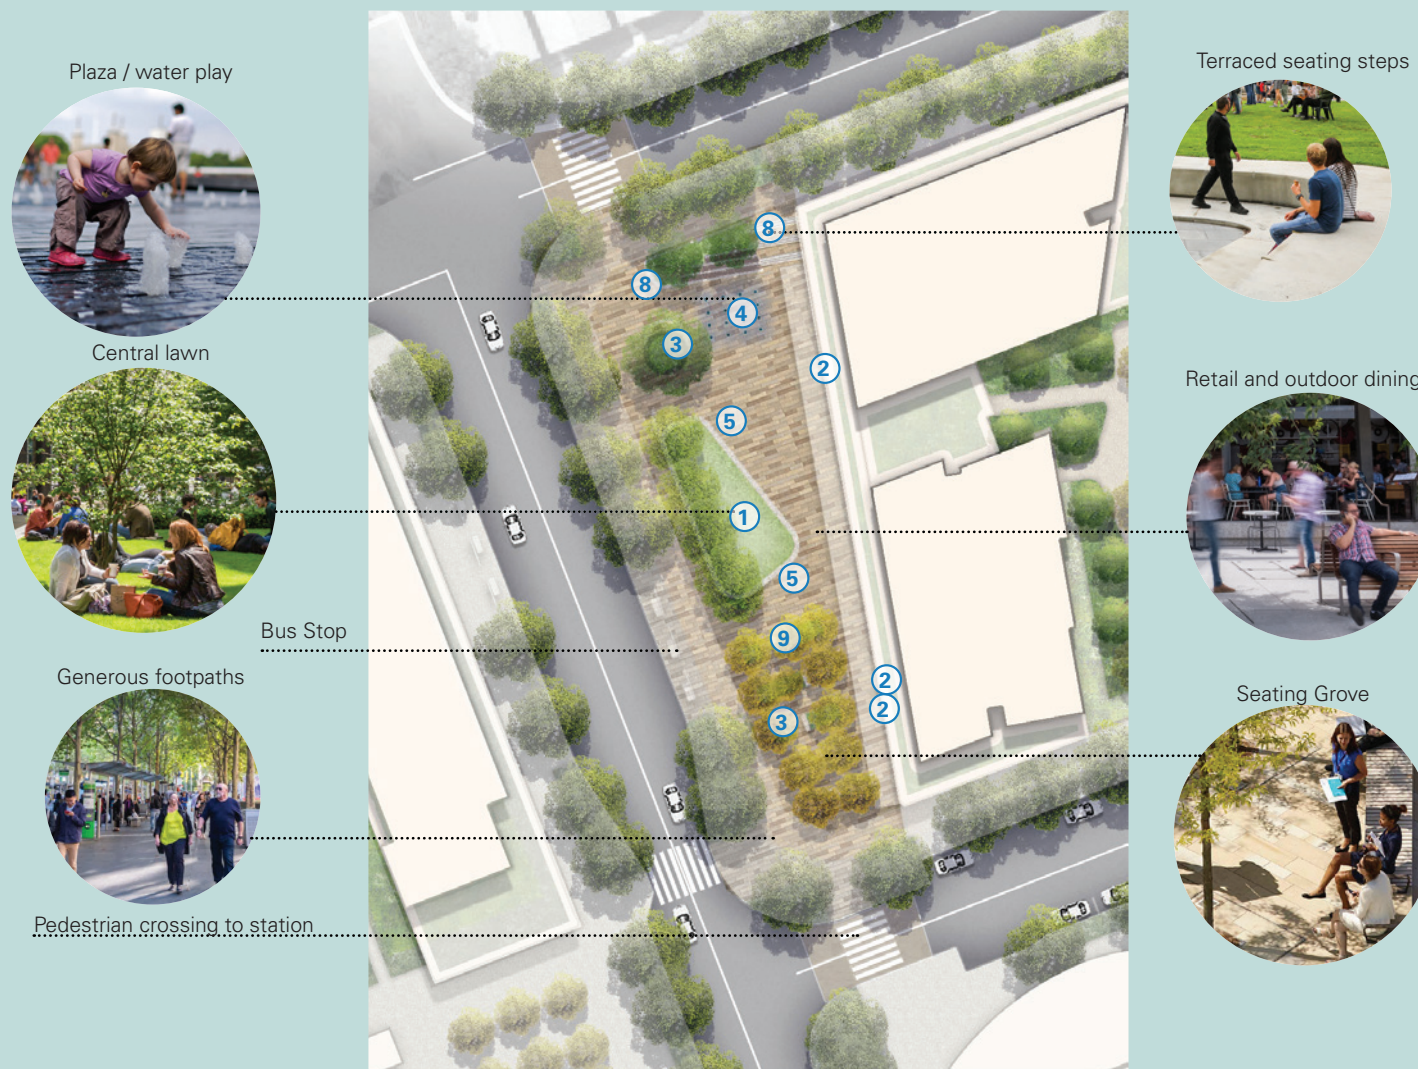 Plaza / water play
Central lawn
Bus Stop
Generous footpaths
Pedestrian crossing to station
8
8
4
3
2
5
1
5
9
2
2
3
Terraced seating steps
Retail and outdoor dining
Seating Grove